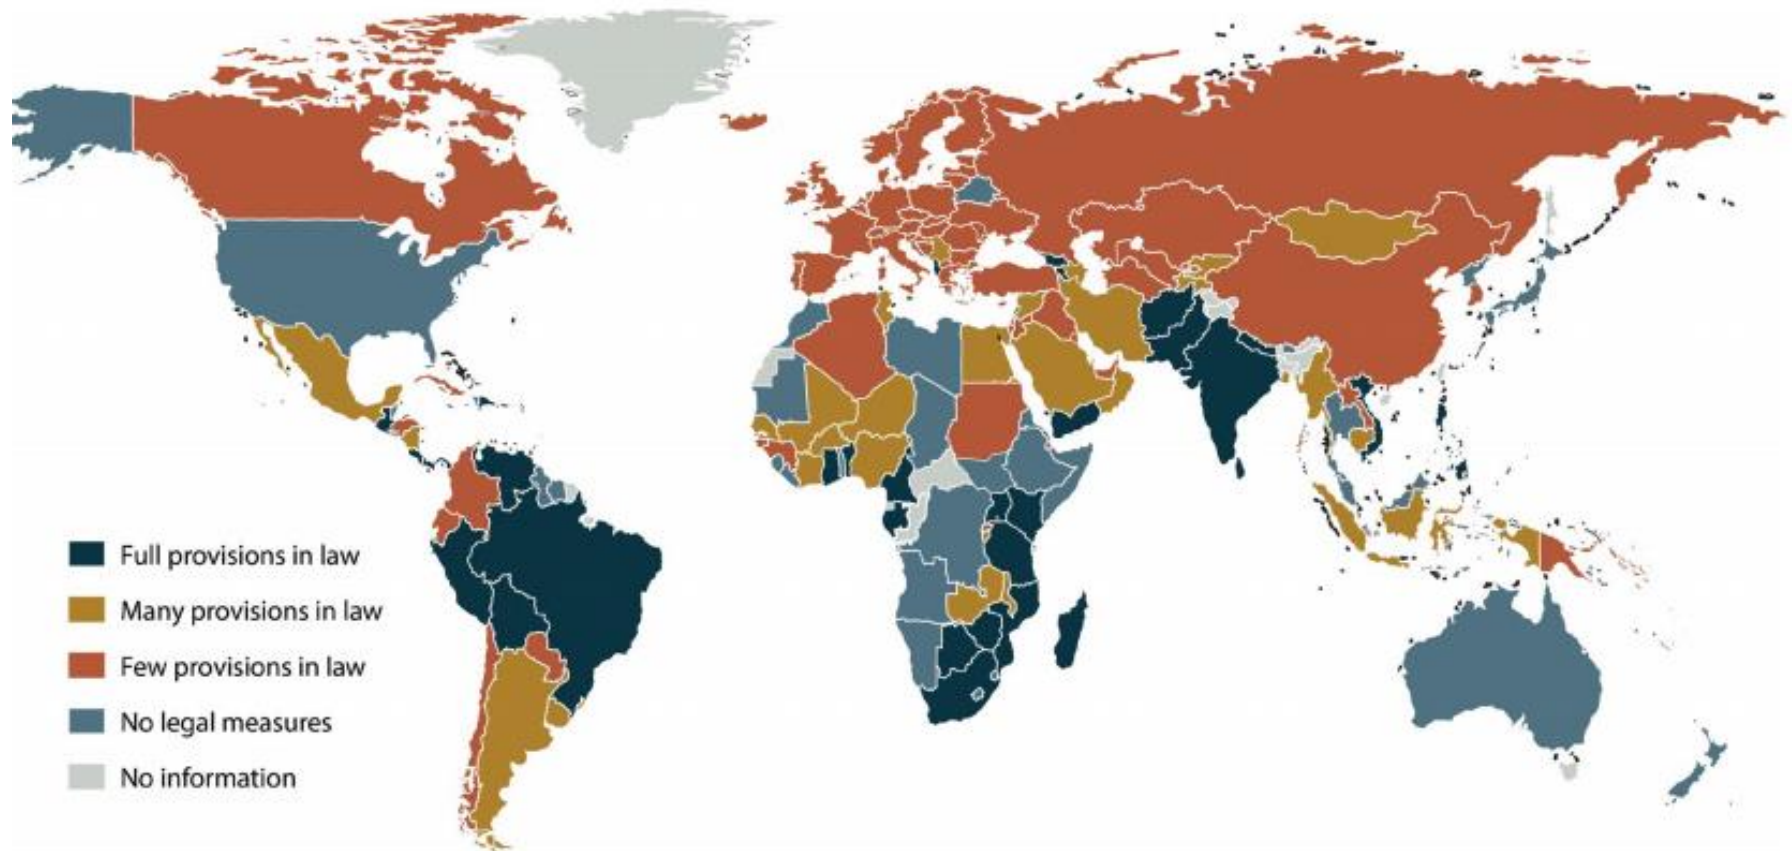 Full provisions in law
Many provisions in law
Few provisions in law
No legal measures
No information